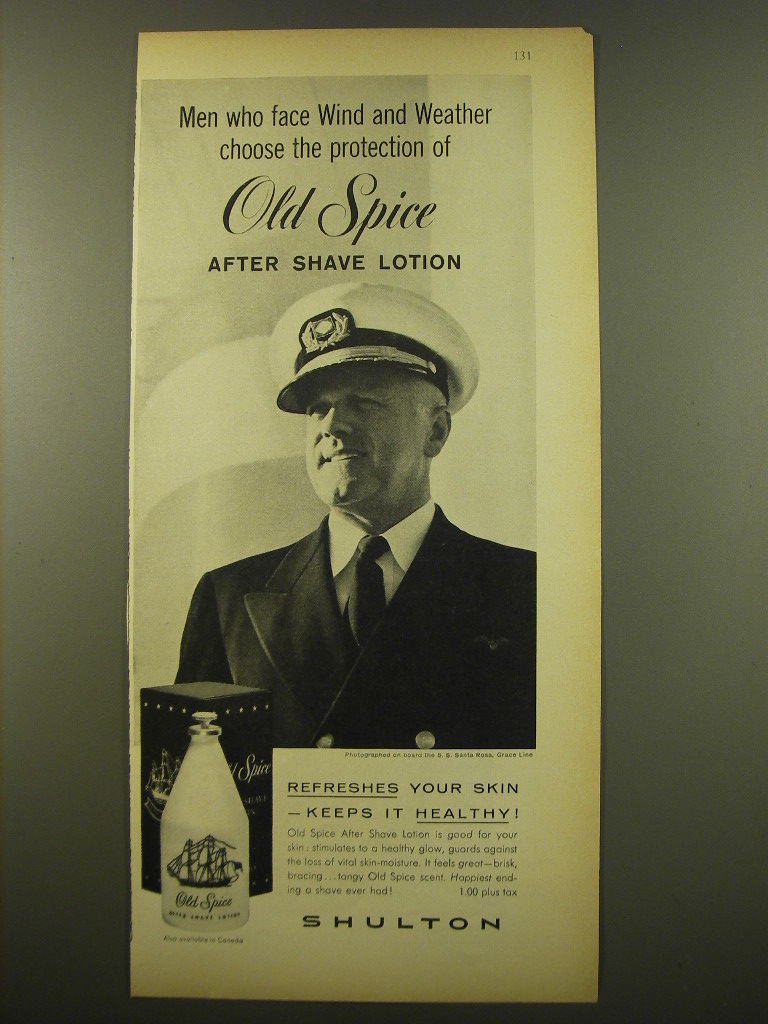 131
Men who face Wind and Weather
choose the protection of
Old Spice
AFTER SHAVE LOTION
Photographed on board the S. S. Santa Rosa, Grace Line
Old Spice
REFRESHES YOUR SKIN
— KEEPS IT HEALTHY!
Old Spice After Shave Lotion is good for your
skin: stimulates to a healthy glow, guards against
the loss of vital skin-moisture. It feels great—brisk,
bracing...tangy Old Spice scent. Happiest end-
ing a shave ever had! 1.00 plus tax
Old Spice
AFTER SHAVE LOTION
SHULTON
Also available in Canada